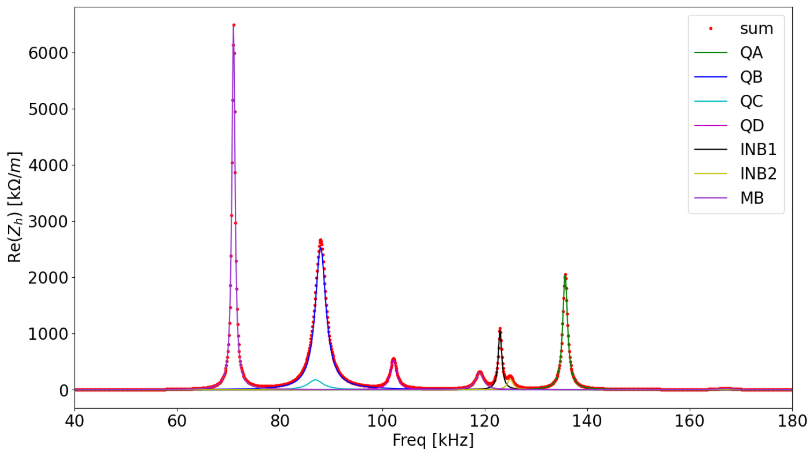 Re(Z_h) [kΩ/m]
6000
5000
4000
3000
2000
1000
0
40 60 80 100 120 140 160 180
Freq [kHz]
sum
QA
QB
QC
QD
INB1
INB2
MB